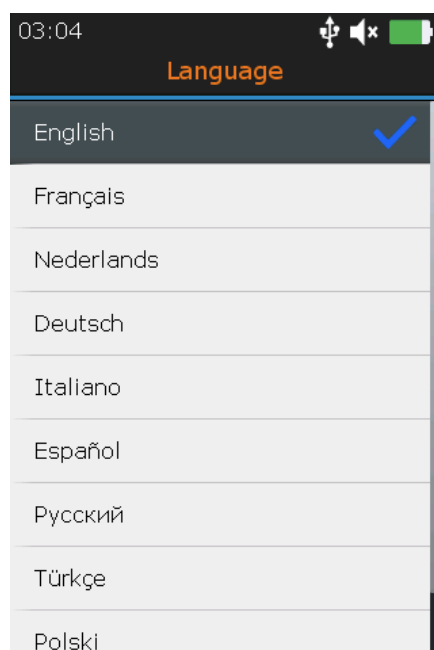 03:04
Language
English
Français
Nederlands
Deutsch
Italiano
Español
Русский
Türkçe
Polski